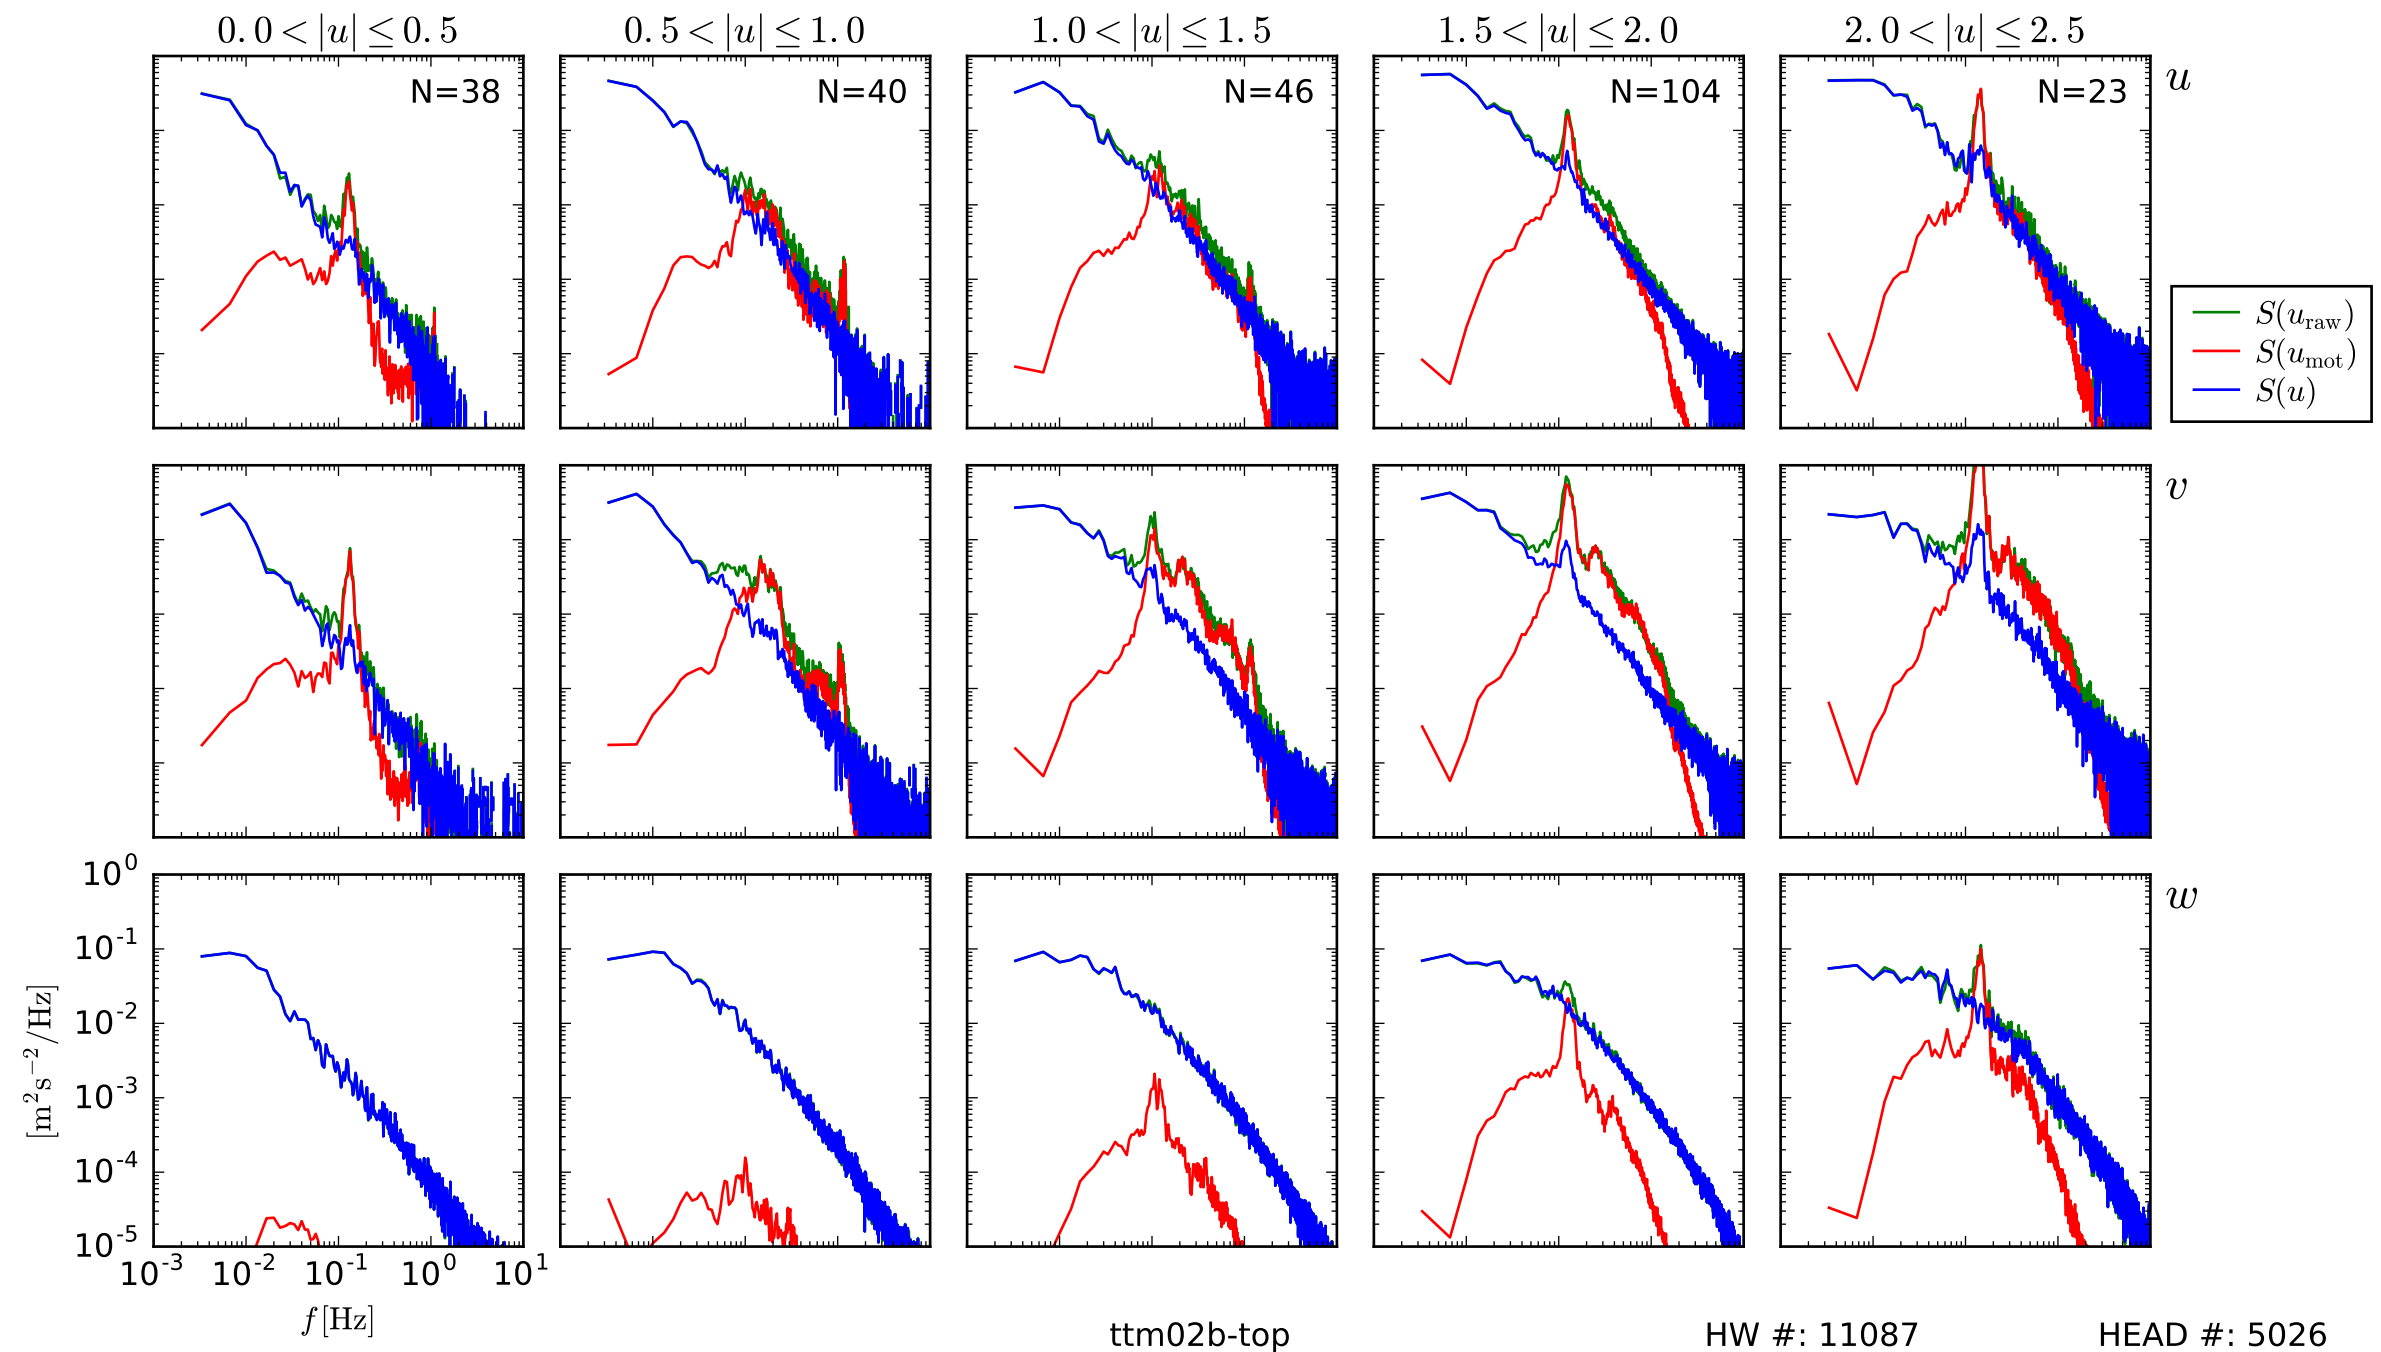 0.0 < |u| ≤ 0.5
0.5 < |u| ≤ 1.0
1.0 < |u| ≤ 1.5
1.5 < |u| ≤ 2.0
2.0 < |u| ≤ 2.5
N=38
N=40
N=46
N=104
N=23
u
S(u_raw)
S(u_mot)
S(u)
v
w
10^0
10^-1
10^-2
10^-3
10^-4
10^-5
[m^2s^−2/Hz]
10^-3 10^-2 10^-1 10^0 10^1
f [Hz]
ttm02b-top
HW #: 11087
HEAD #: 5026